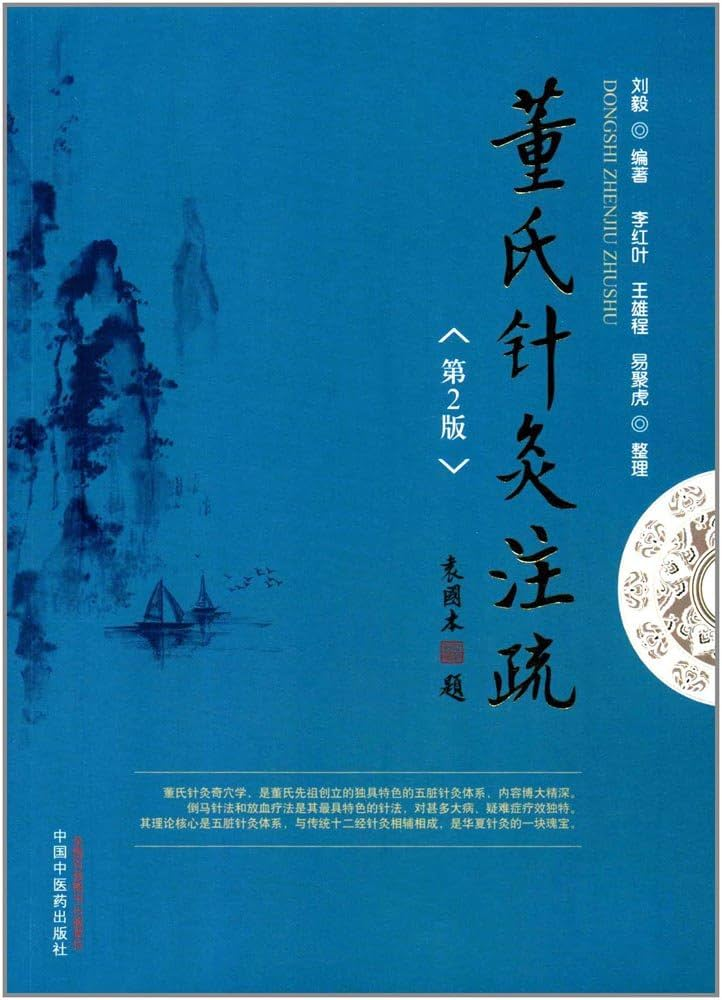 刘毅◎编著 李红叶 王雄程 易聚虎◎整理
DONGSHI ZHENJIU ZHUSHU
董氏针灸注疏
〈第2版〉
袁國本 题
董氏针灸奇穴学，是董氏先祖创立的独具特色的五脏针灸体系，内容博大精深。
倒马针法和放血疗法是其最具特色的针法，对甚多大病、疑难症疗效独特。
其理论核心是五脏针灸体系，与传统十二经针灸相辅相成，是华夏针灸的一块瑰宝。
中国中医药出版社